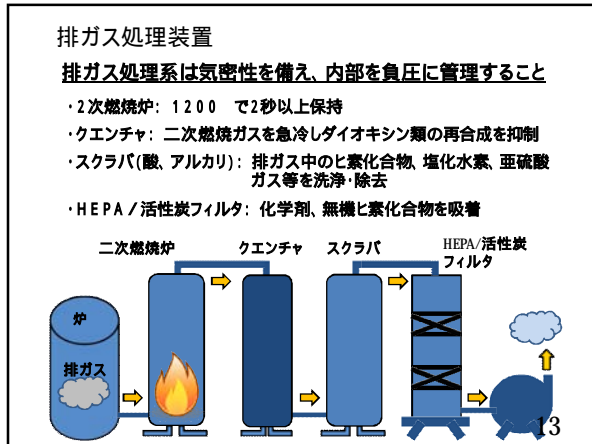 排ガス処理装置
排ガス処理系は気密性を備え、内部を負圧に管理すること
・2次燃焼炉: 1200 で2秒以上保持
・クエンチャ: 二次燃焼ガスを急冷しダイオキシン類の再合成を抑制
・スクラバ(酸、アルカリ): 排ガス中のヒ素化合物、塩化水素、亜硫酸
ガス等を洗浄・除去
・HEPA/活性炭フィルタ: 化学剤、無機ヒ素化合物を吸着
二次燃焼炉
クエンチャ
スクラバ
HEPA/活性炭
フィルタ
炉
排ガス
13